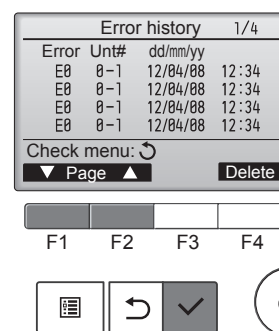 Error history 1/4
Error Unt# dd/mm/yy
E0 0-1 12/04/08 12:34
E0 0-1 12/04/08 12:34
E0 0-1 12/04/08 12:34
E0 0-1 12/04/08 12:34
Check menu:
▼ Page ▲ Delete
F1 F2 F3 F4